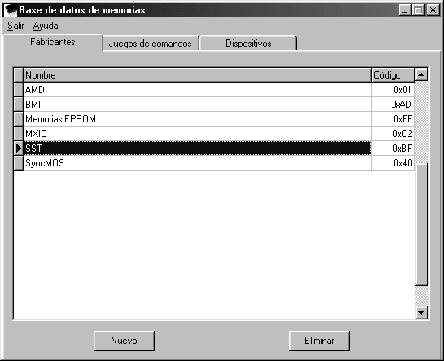 Base de datos de memorias
Salir Ayuda
Fabricantes Juegos de comandos Dispositivos
Nombre Código
AMD 0x01
BMI 0xAD
Memorias EPROM 0xFF
MXIC 0xC2
SST 0xBF
SyncMOS 0x40
Nuevo Eliminar